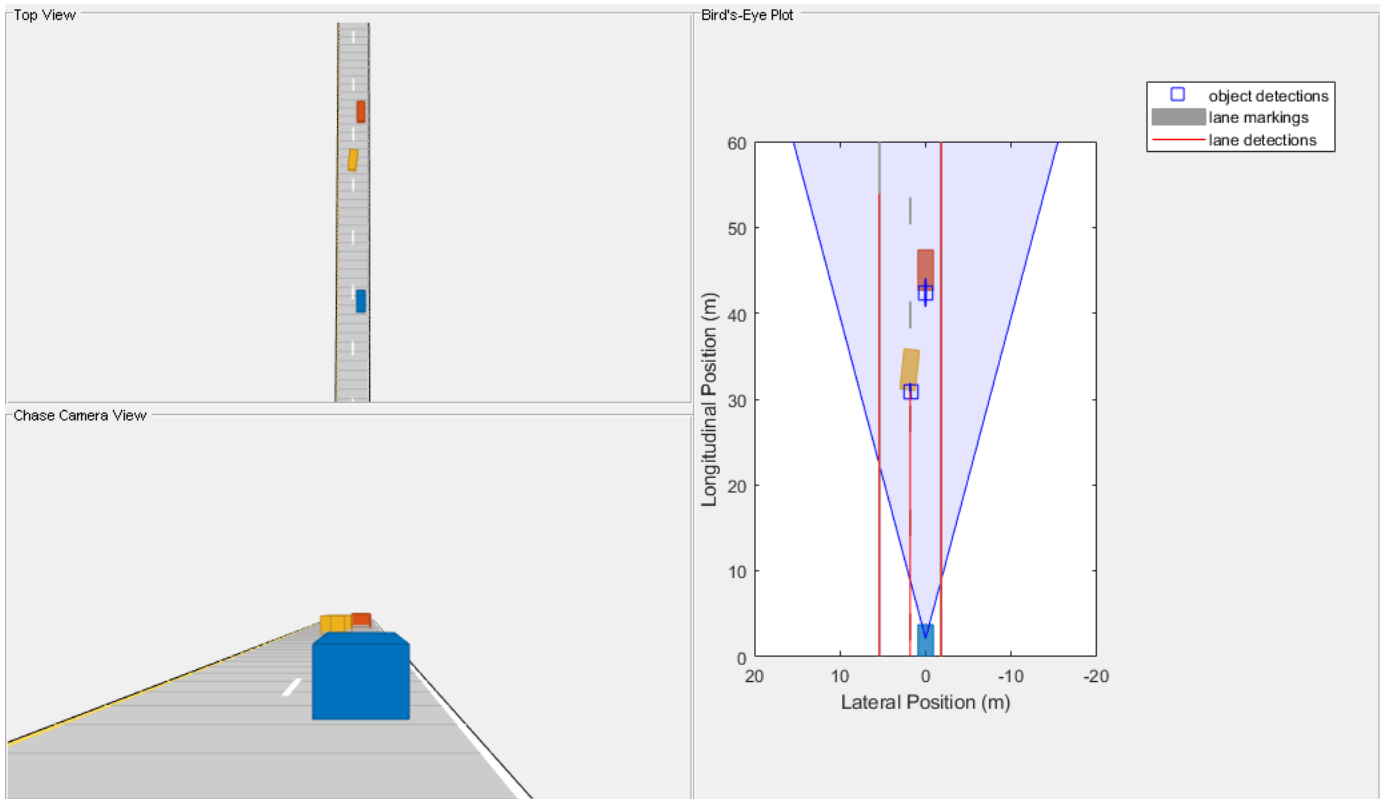 Top View
Chase Camera View
Bird's-Eye Plot
object detections
lane markings
lane detections
60
50
40
30
20
10
0
Longitudinal Position (m)
20 10 0 -10 -20
Lateral Position (m)